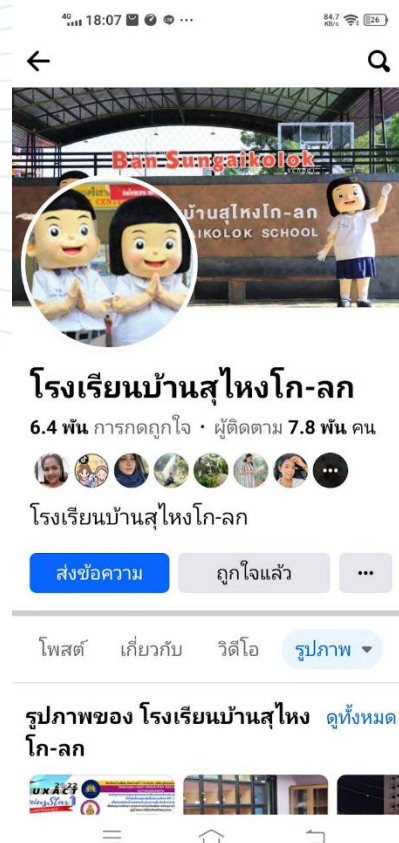 4G 18:07 ... 84.7 KB/s 26
Ban Sungaikolok
บ้านสุไหงโก-ลก
IKOLOK SCHOOL
โรงเรียนบ้านสุไหงโก-ลก
6.4 พัน การกดถูกใจ • ผู้ติดตาม 7.8 พัน คน
โรงเรียนบ้านสุไหงโก-ลก
ส่งข้อความ ถูกใจแล้ว ...
โพสต์ เกี่ยวกับ วิดีโอ รูปภาพ
รูปภาพของ โรงเรียนบ้านสุไหง ดูทั้งหมด
โก-ลก
2022